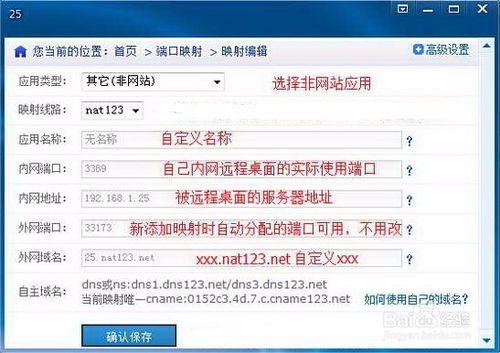 25
您当前的位置: 首页 > 端口映射 > 映射编辑 高级设置
应用类型: 其它(非网站) 选择非网站应用
映射线路: nat123
应用名称: 无名称 自定义名称 ?
内网端口: 3389 自己内网远程桌面的实际使用端口 ?
内网地址: 192.168.1.25 被远程桌面的服务器地址 ?
外网端口: 33173 新添加映射时自动分配的端口可用，不用改 ?
外网域名: 25.nat123.net xxx.nat123.net 自定义xxx ?
自主域名: dns或ns:dns1.dns123.net/dns3.dns123.net
当前映射唯一cname:0152c3.4d.7.c.cname123.net 如何使用自己的域名?
确认保存
Baidu 经验
jingyan.baidu.com